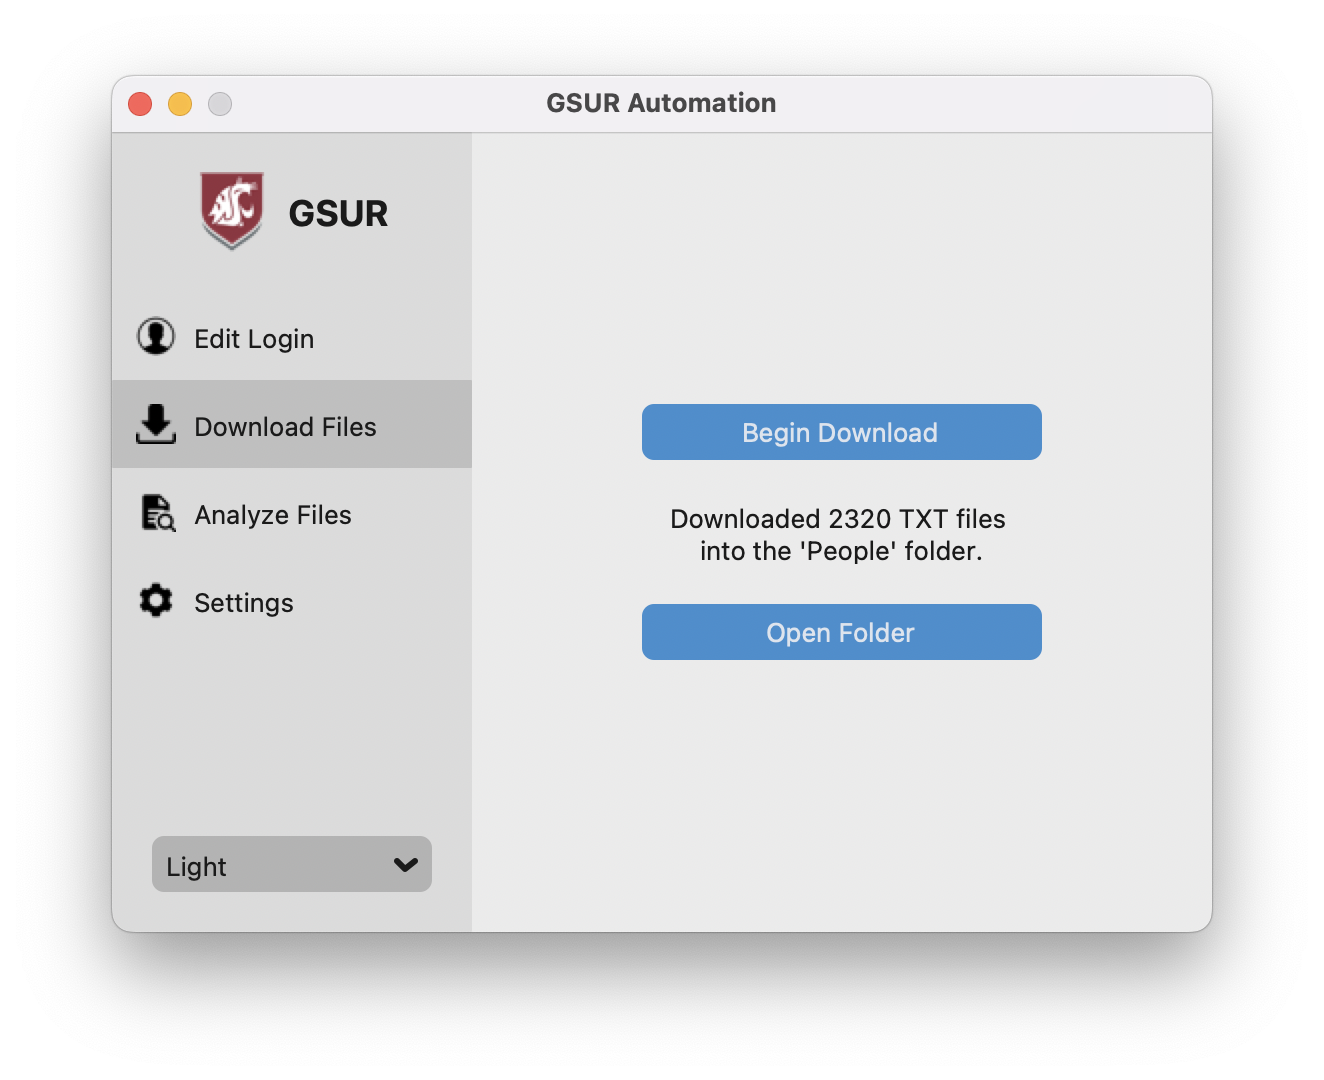 GSUR Automation
GSUR
Edit Login
Download Files
Analyze Files
Settings
Light
Begin Download
Downloaded 2320 TXT files
into the 'People' folder.
Open Folder